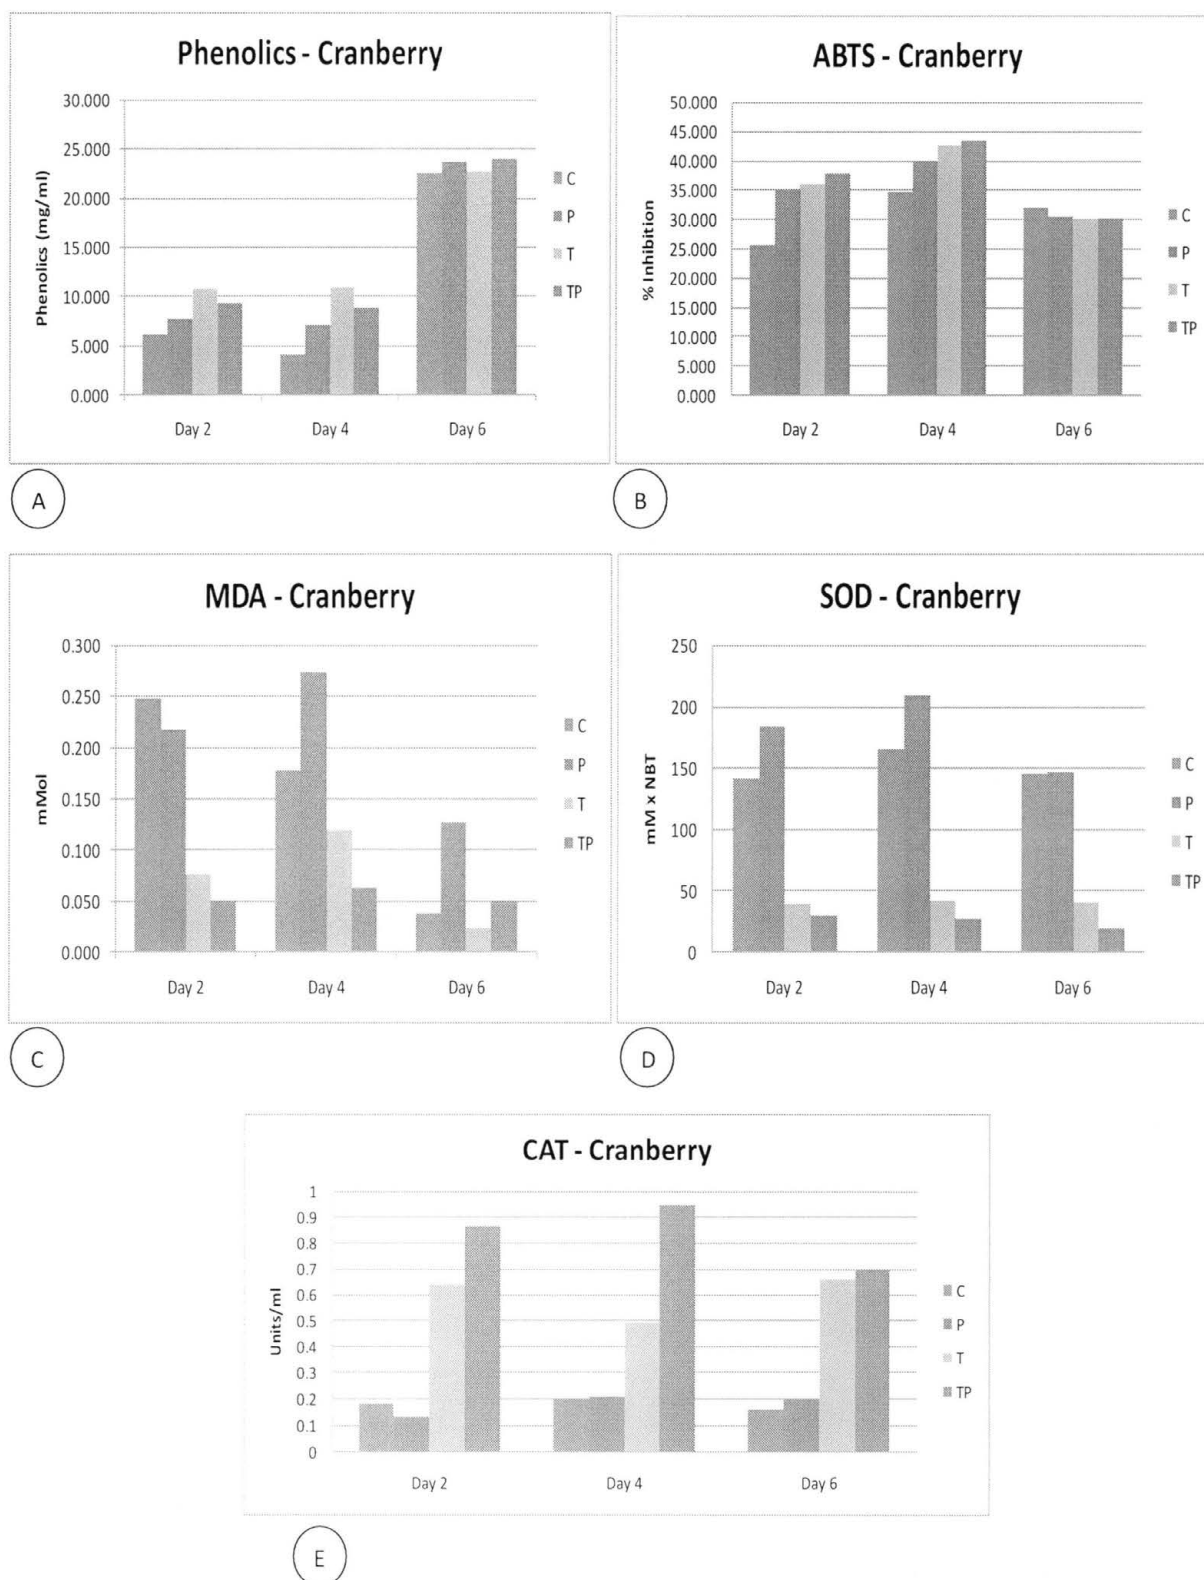 Phenolics - Cranberry
Phenolics (mg/ml)
30.000
25.000
20.000
15.000
10.000
5.000
0.000
Day 2
Day 4
Day 6
C
P
T
TP
A
ABTS - Cranberry
% Inhibition
50.000
45.000
40.000
35.000
30.000
25.000
20.000
15.000
10.000
5.000
0.000
Day 2
Day 4
Day 6
C
P
T
TP
B
MDA - Cranberry
mMol
0.300
0.250
0.200
0.150
0.100
0.050
0.000
Day 2
Day 4
Day 6
C
P
T
TP
C
SOD - Cranberry
mM x NBT
250
200
150
100
50
0
Day 2
Day 4
Day 6
C
P
T
TP
D
CAT - Cranberry
Units/ml
1
0.9
0.8
0.7
0.6
0.5
0.4
0.3
0.2
0.1
0
Day 2
Day 4
Day 6
C
P
T
TP
E